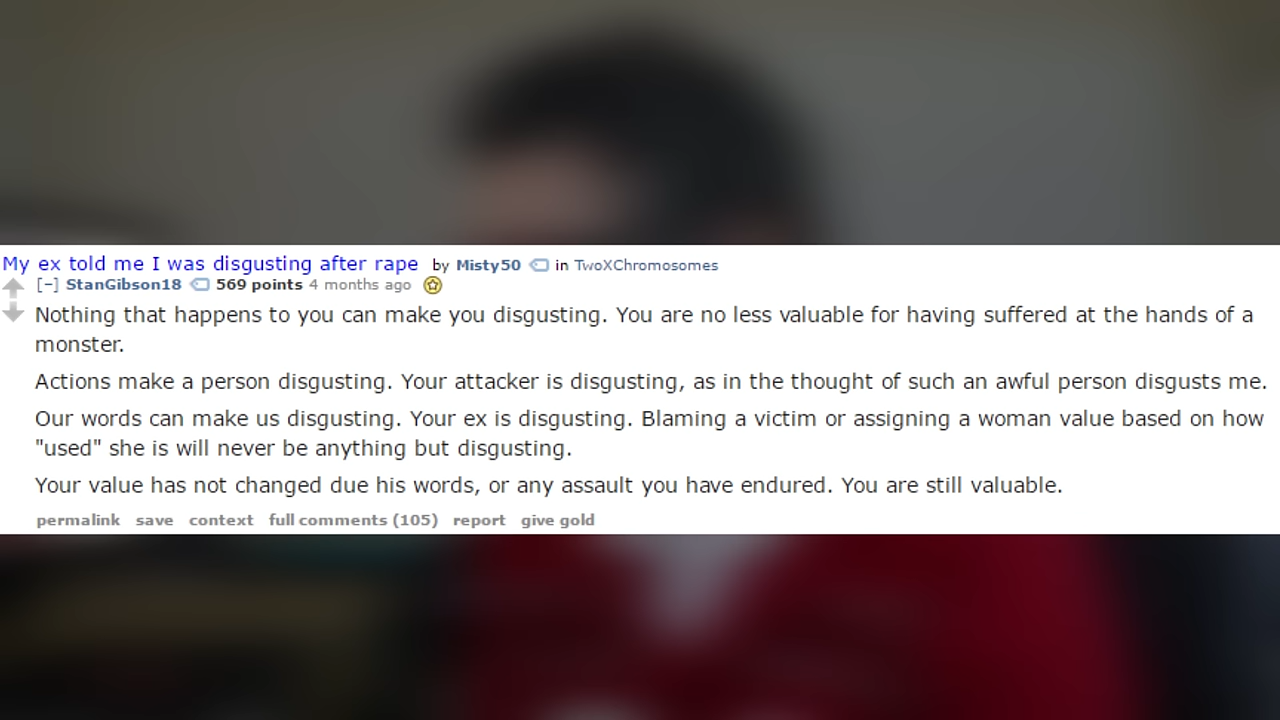 My ex told me I was disgusting after rape by Misty50 in TwoXChromosomes
[–] StanGibson18 569 points 4 months ago
Nothing that happens to you can make you disgusting. You are no less valuable for having suffered at the hands of a
monster.
Actions make a person disgusting. Your attacker is disgusting, as in the thought of such an awful person disgusts me.
Our words can make us disgusting. Your ex is disgusting. Blaming a victim or assigning a woman value based on how
"used" she is will never be anything but disgusting.
Your value has not changed due his words, or any assault you have endured. You are still valuable.
permalink save context full comments (105) report give gold